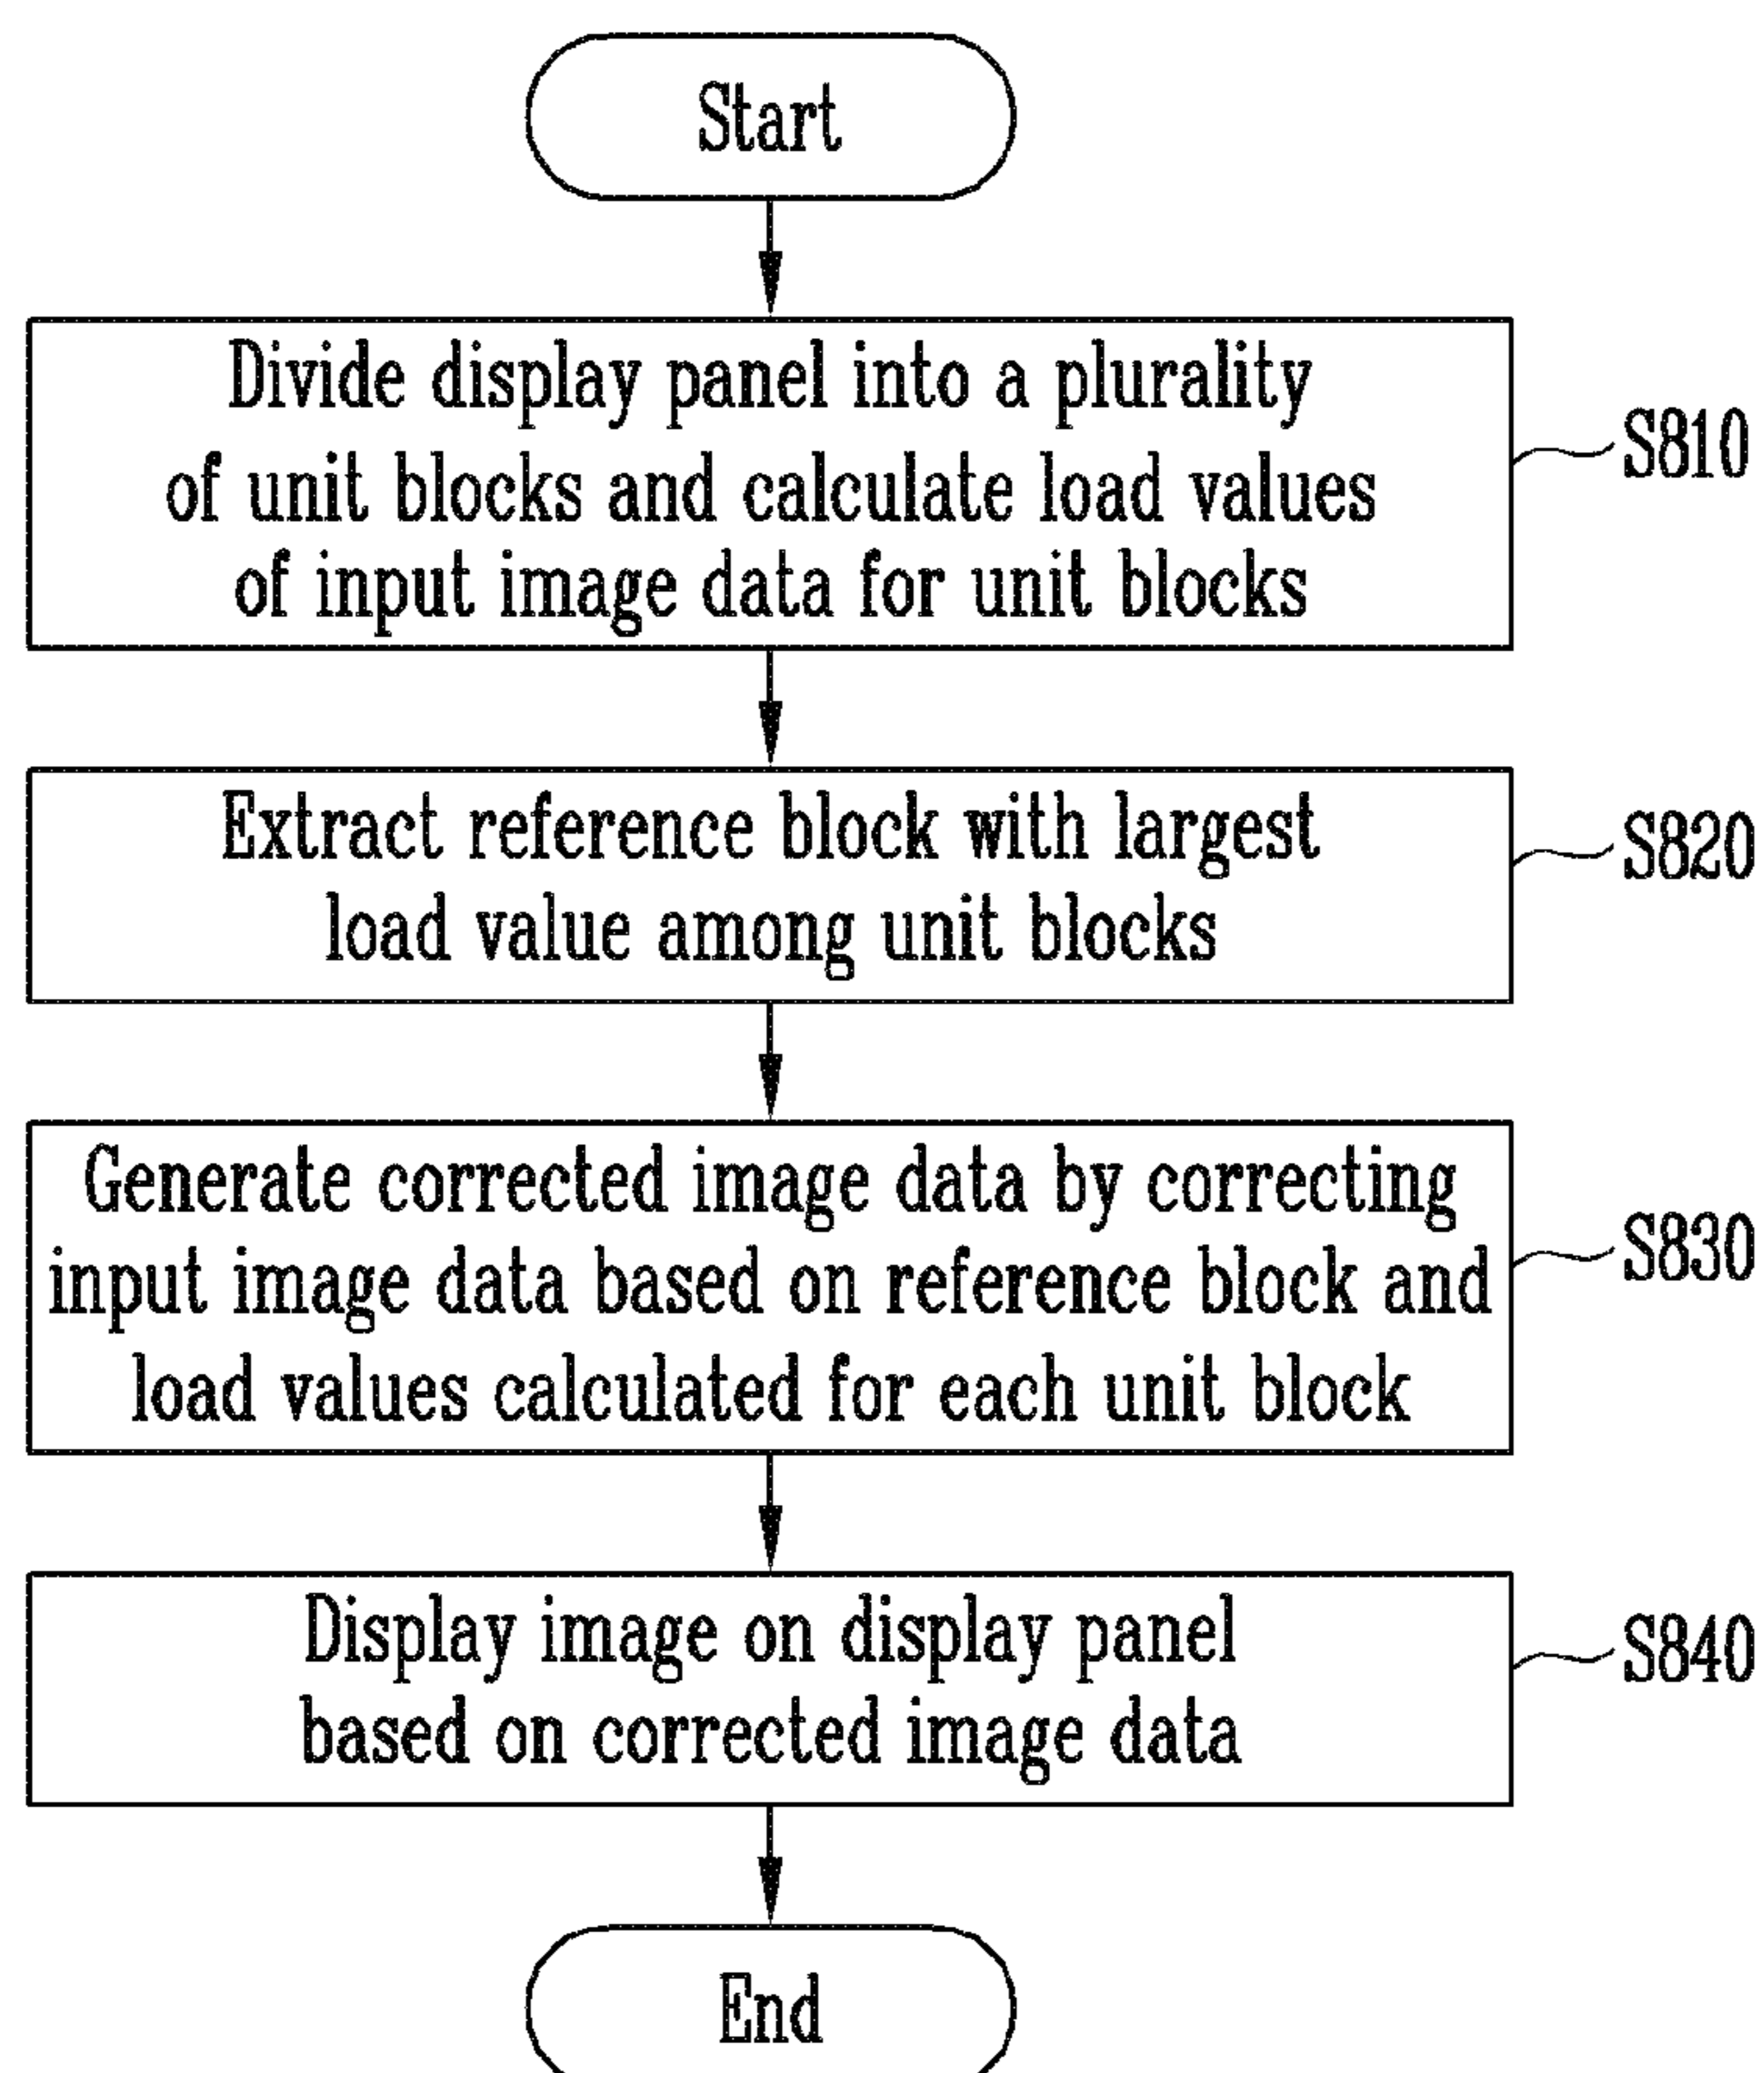 Start
Divide display panel into a plurality
of unit blocks and calculate load values
of input image data for unit blocks
S810
Extract reference block with largest
load value among unit blocks
S820
Generate corrected image data by correcting
input image data based on reference block and
load values calculated for each unit block
S830
Display image on display panel
based on corrected image data
S840
End